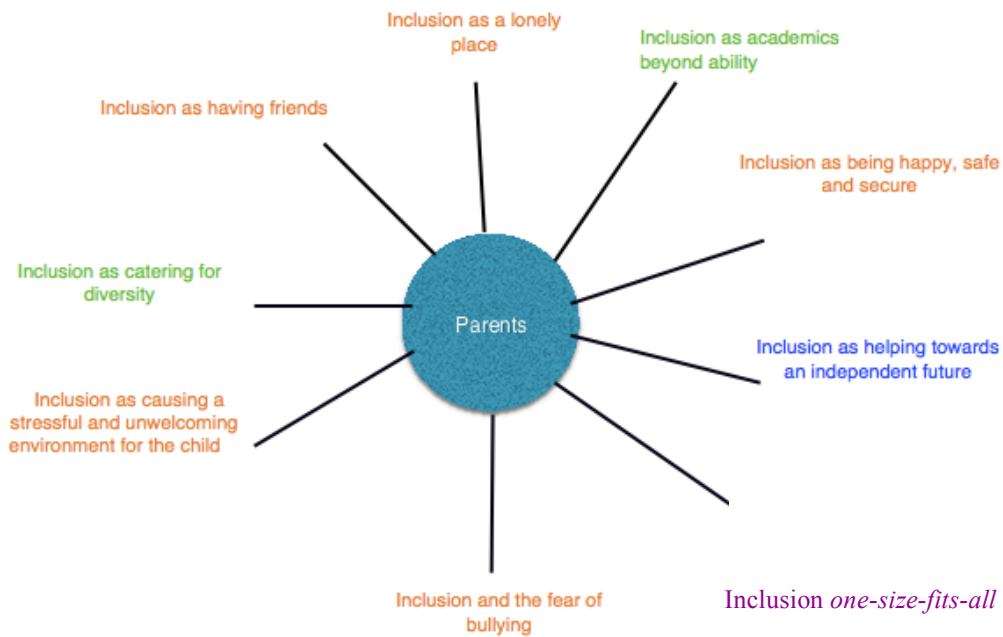 Inclusion as a lonely
place
Inclusion as academics
beyond ability
Inclusion as having friends
Inclusion as being happy, safe
and secure
Inclusion as catering for
diversity
Parents
Inclusion as helping towards
an independent future
Inclusion as causing a
stressful and unwelcoming
environment for the child
Inclusion and the fear of
bullying
Inclusion one-size-fits-all